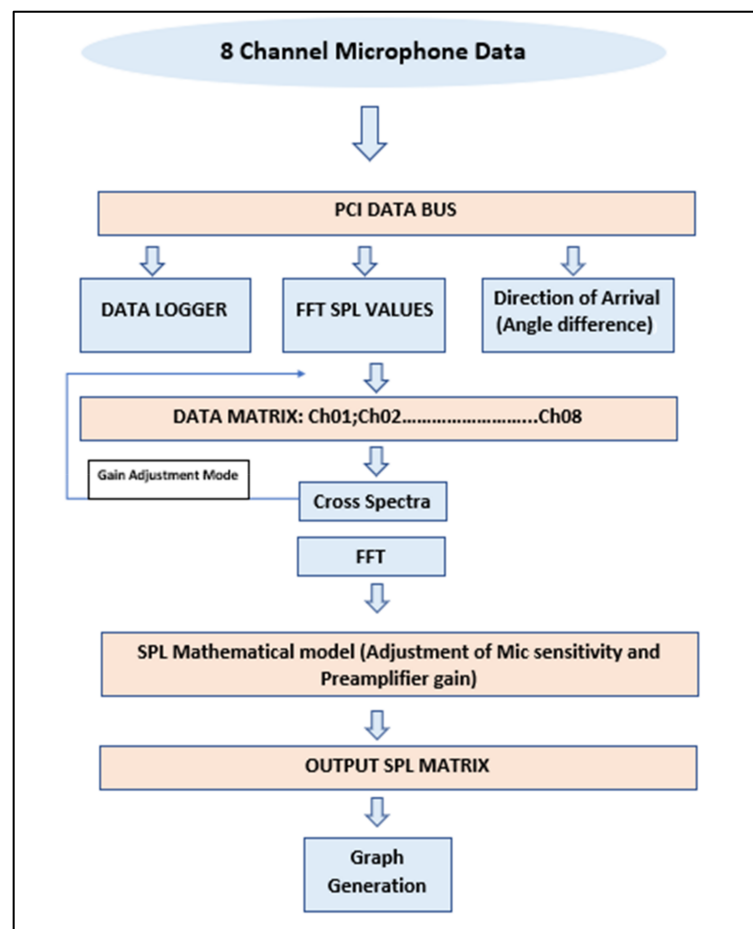 8 Channel Microphone Data
PCI DATA BUS
DATA LOGGER
FFT SPL VALUES
Direction of Arrival
(Angle difference)
DATA MATRIX: Ch01;Ch02……………………...Ch08
Gain Adjustment Mode
Cross Spectra
FFT
SPL Mathematical model (Adjustment of Mic sensitivity and
Preamplifier gain)
OUTPUT SPL MATRIX
Graph
Generation